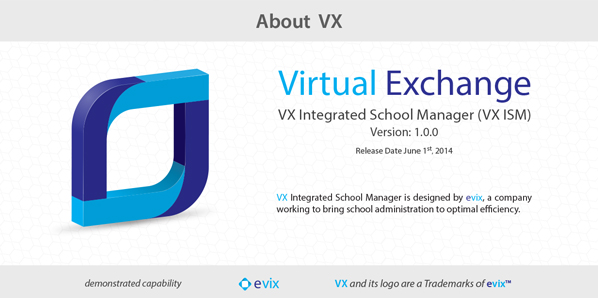 About VX
Virtual Exchange
VX Integrated School Manager (VX ISM)
Version: 1.0.0
Release Date June 1st, 2014
VX Integrated School Manager is designed by evix, a company
working to bring school administration to optimal efficiency.
demonstrated capability
evix
VX and its logo are a Trademarks of evix™